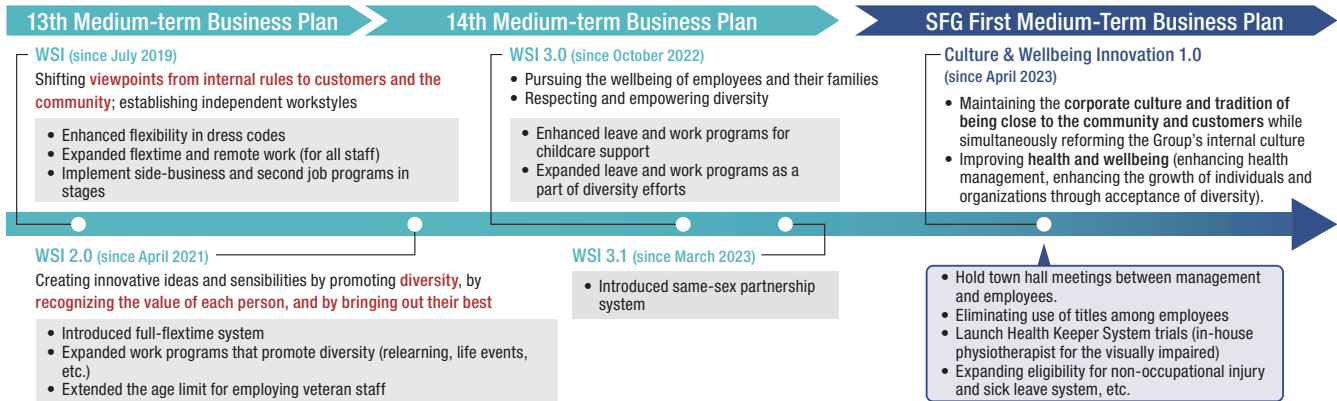 13th Medium-term Business Plan
14th Medium-term Business Plan
SFG First Medium-Term Business Plan
WSI (since July 2019)
Shifting viewpoints from internal rules to customers and the
community; establishing independent workstyles
• Enhanced flexibility in dress codes
• Expanded flextime and remote work (for all staff)
• Implement side-business and second job programs in
stages
WSI 3.0 (since October 2022)
• Pursuing the wellbeing of employees and their families
• Respecting and empowering diversity
• Enhanced leave and work programs for
childcare support
• Expanded leave and work programs as a
part of diversity efforts
Culture & Wellbeing Innovation 1.0
(since April 2023)
• Maintaining the corporate culture and tradition of
being close to the community and customers while
simultaneously reforming the Group's internal culture
• Improving health and wellbeing (enhancing health
management, enhancing the growth of individuals and
organizations through acceptance of diversity).
WSI 2.0 (since April 2021)
Creating innovative ideas and sensibilities by promoting diversity, by
recognizing the value of each person, and by bringing out their best
• Introduced full-flextime system
• Expanded work programs that promote diversity (relearning, life events,
etc.)
• Extended the age limit for employing veteran staff
WSI 3.1 (since March 2023)
• Introduced same-sex partnership
system
• Hold town hall meetings between management
and employees.
• Eliminating use of titles among employees
• Launch Health Keeper System trials (in-house
physiotherapist for the visually impaired)
• Expanding eligibility for non-occupational injury
and sick leave system, etc.